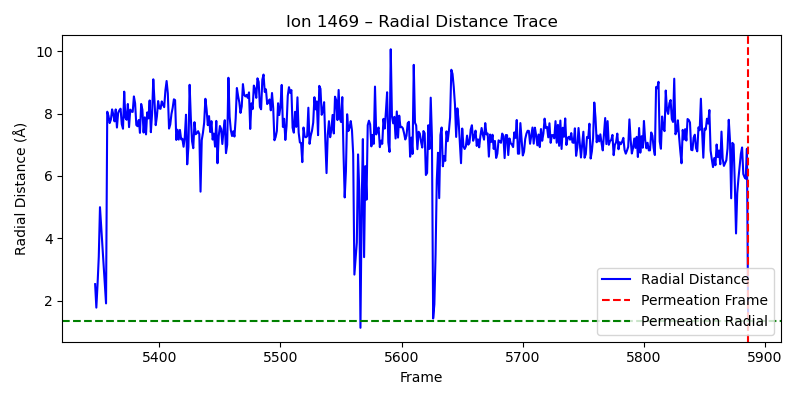 Ion 1469 – Radial Distance Trace
Radial Distance (Å)
10
8
6
4
2
Radial Distance
Permeation Frame
Permeation Radial
5400 5500 5600 5700 5800 5900
Frame